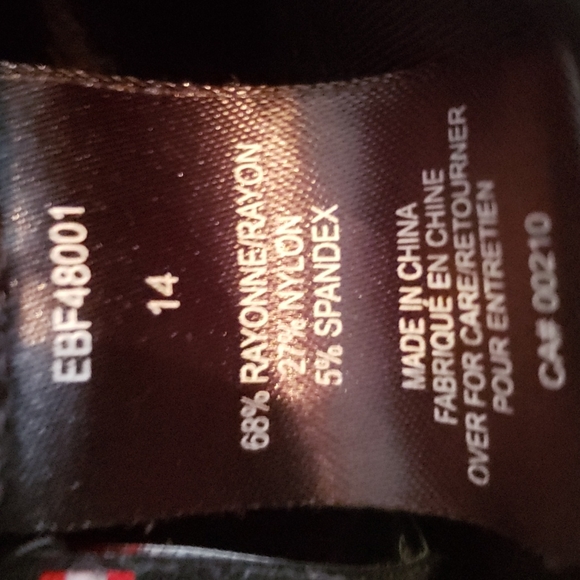 EBF48001
14
68% RAYONNE/RAYON
27% NYLON
5% SPANDEX
MADE IN CHINA
FABRIQUÉ EN CHINE
OVER FOR CARE/RETOURNER
POUR ENTRETIEN
CA# 00210